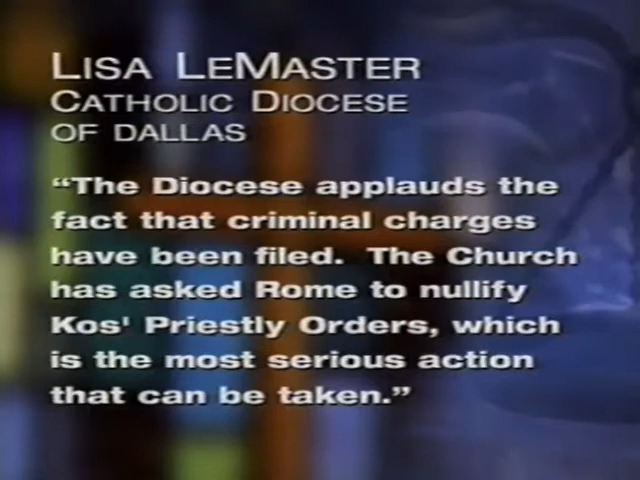 LISA LEMASTER
CATHOLIC DIOCESE
OF DALLAS
“The Diocese applauds the
fact that criminal charges
have been filed. The Church
has asked Rome to nullify
Kos' Priestly Orders, which
is the most serious action
that can be taken.”